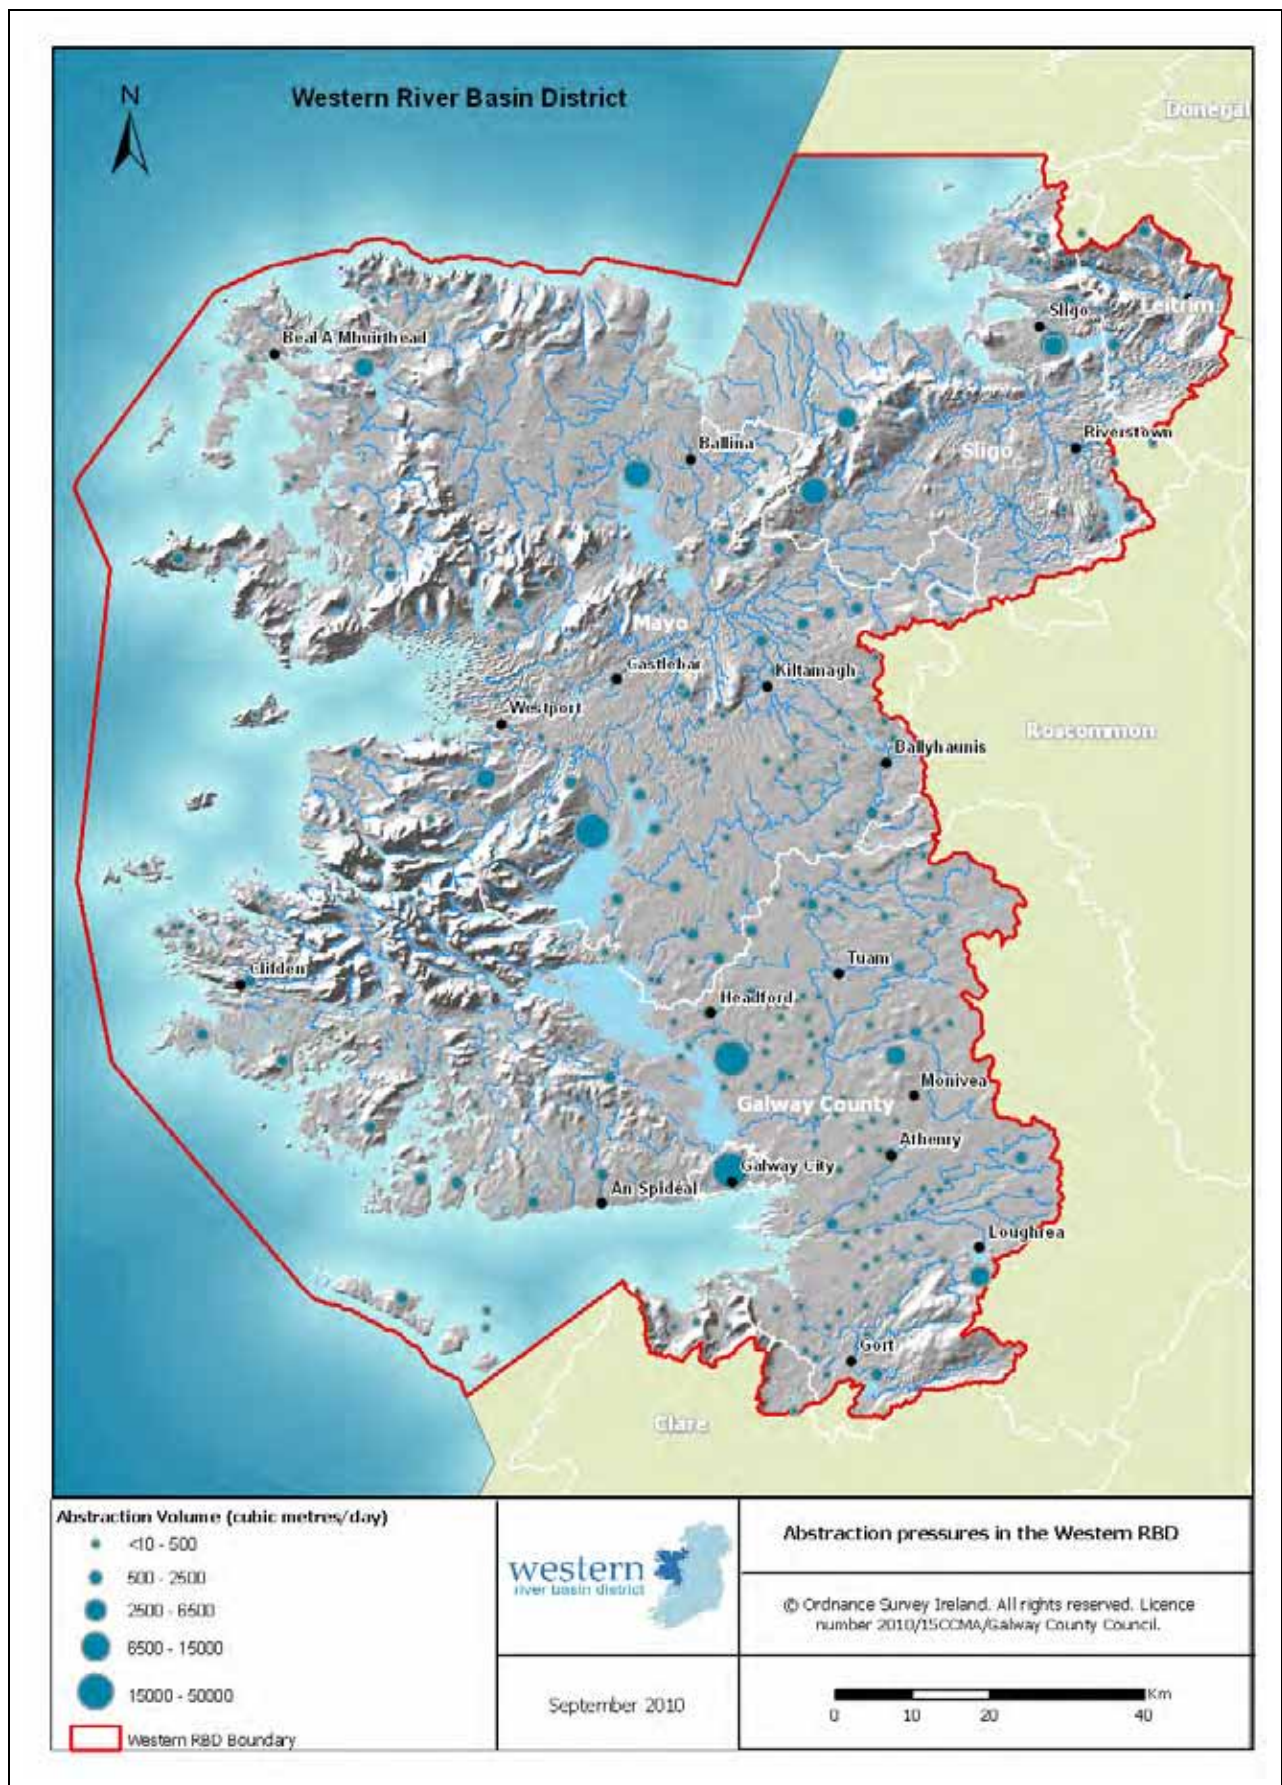 Western River Basin District
N
Donegal
Leitrim
Sligo
Beal A Mhuirthead
Riverstown
Ballina
Sligo
Mayo
Castlebar
Kiltamagh
Westport
Roscommon
Ballyhaunis
Tuam
Clifden
Headford
Monivea
Galway County
Athenry
Galway City
An Spidéal
Loughrea
Gort
Clare
Abstraction Volume (cubic metres/day)
<10 - 500
500 - 2500
2500 - 6500
6500 - 15000
15000 - 50000
Western RBD Boundary
western
river basin district
September 2010
Abstraction pressures in the Western RBD
© Ordnance Survey Ireland. All rights reserved. Licence
number 2010/15CCMA/Galway County Council.
Km
0 10 20 40